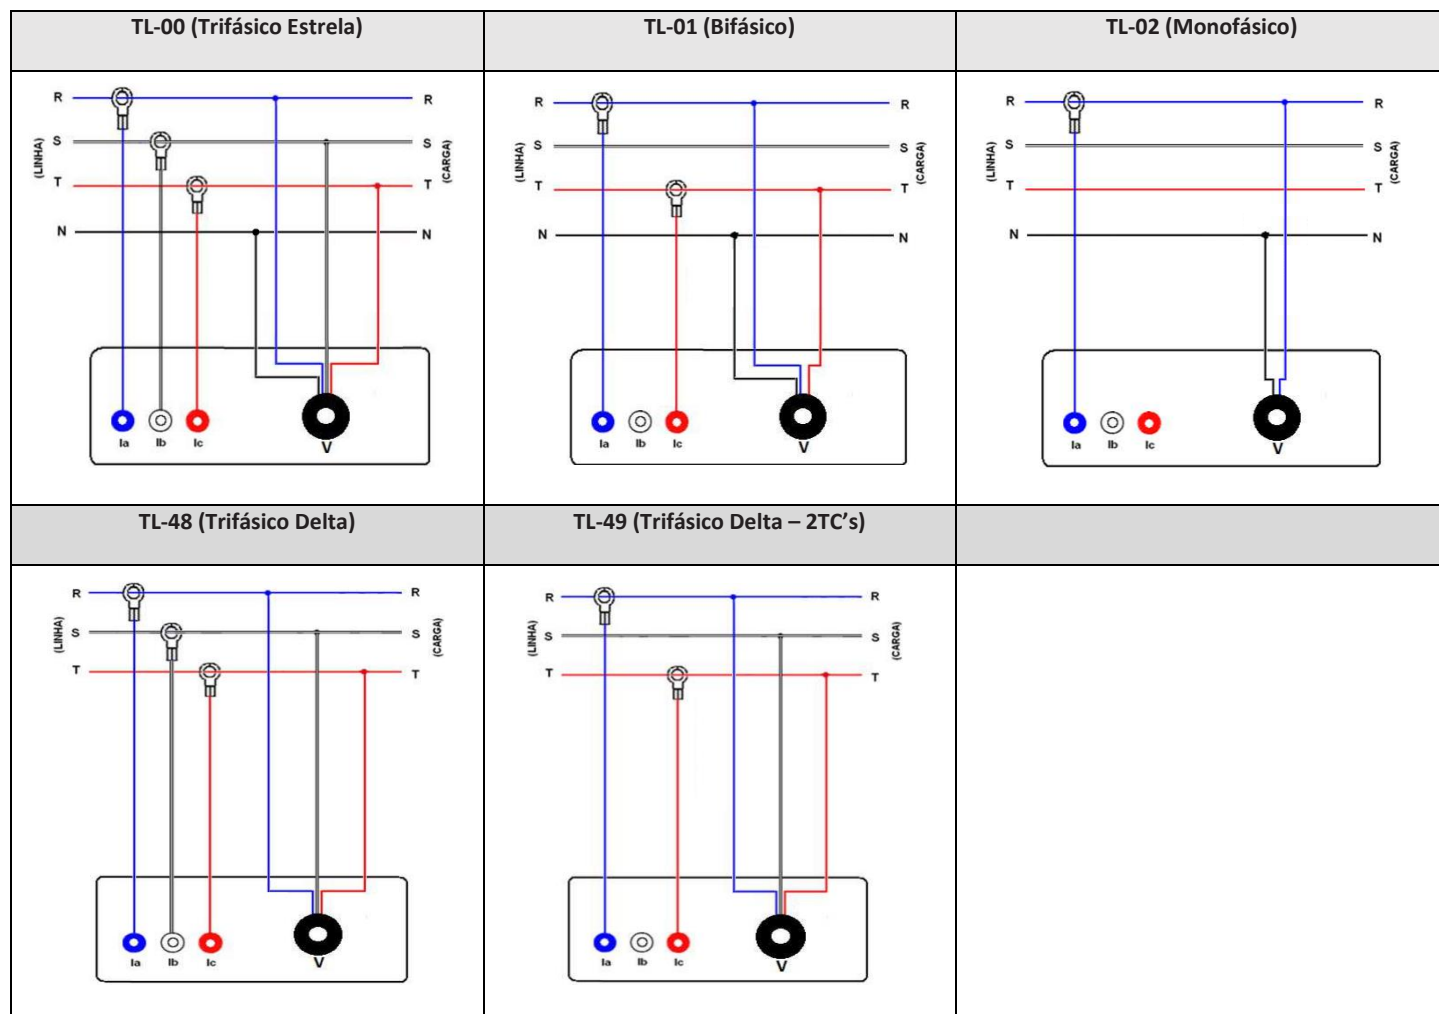 TL-00 (Trifásico Estrela)
TL-01 (Bifásico)
TL-02 (Monofásico)
R R
(LINHA) S S (CARGA)
T T
N N
Ia Ib Ic V
R R
(LINHA) S S (CARGA)
T T
N N
Ia Ib Ic V
R R
(LINHA) S S (CARGA)
T T
N N
Ia Ib Ic V
TL-48 (Trifásico Delta)
TL-49 (Trifásico Delta – 2TC’s)
R R
(LINHA) S S (CARGA)
T T
Ia Ib Ic V
R R
(LINHA) S S (CARGA)
T T
Ia Ib Ic V